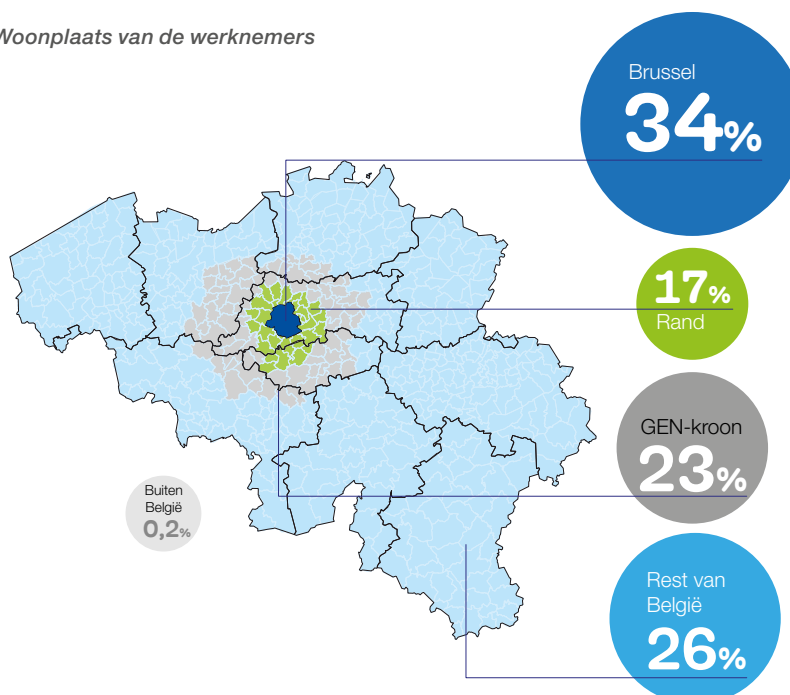 Woonplaats van de werknemers
Brussel
34%
17%
Rand
GEN-kroon
23%
Buiten
België
0,2%
Rest van
België
26%